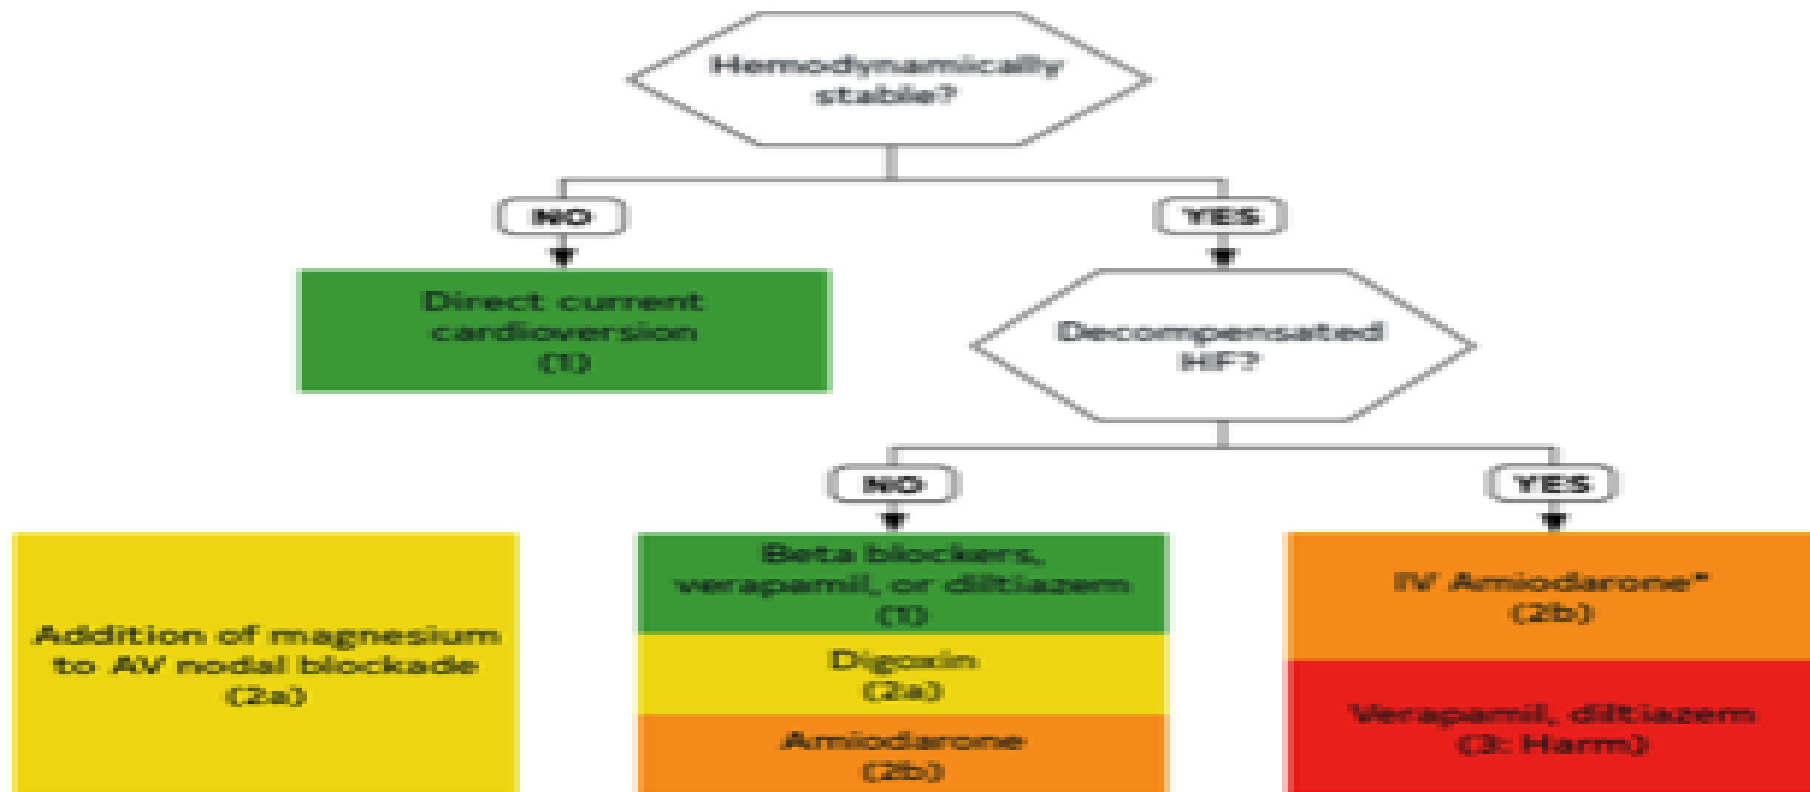 Hemodynamically
stable?
NO
YES
Direct current
cardioversion
(1)
Decompensated
HF?
NO
YES
Addition of magnesium
to AV nodal blockade
(2a)
Beta blockers,
verapamil, or diltiazem
(1)
Digoxin
(2a)
Amiodarone
(2b)
IV Amiodarone*
(2b)
Verapamil, diltiazem
(3: Harm)